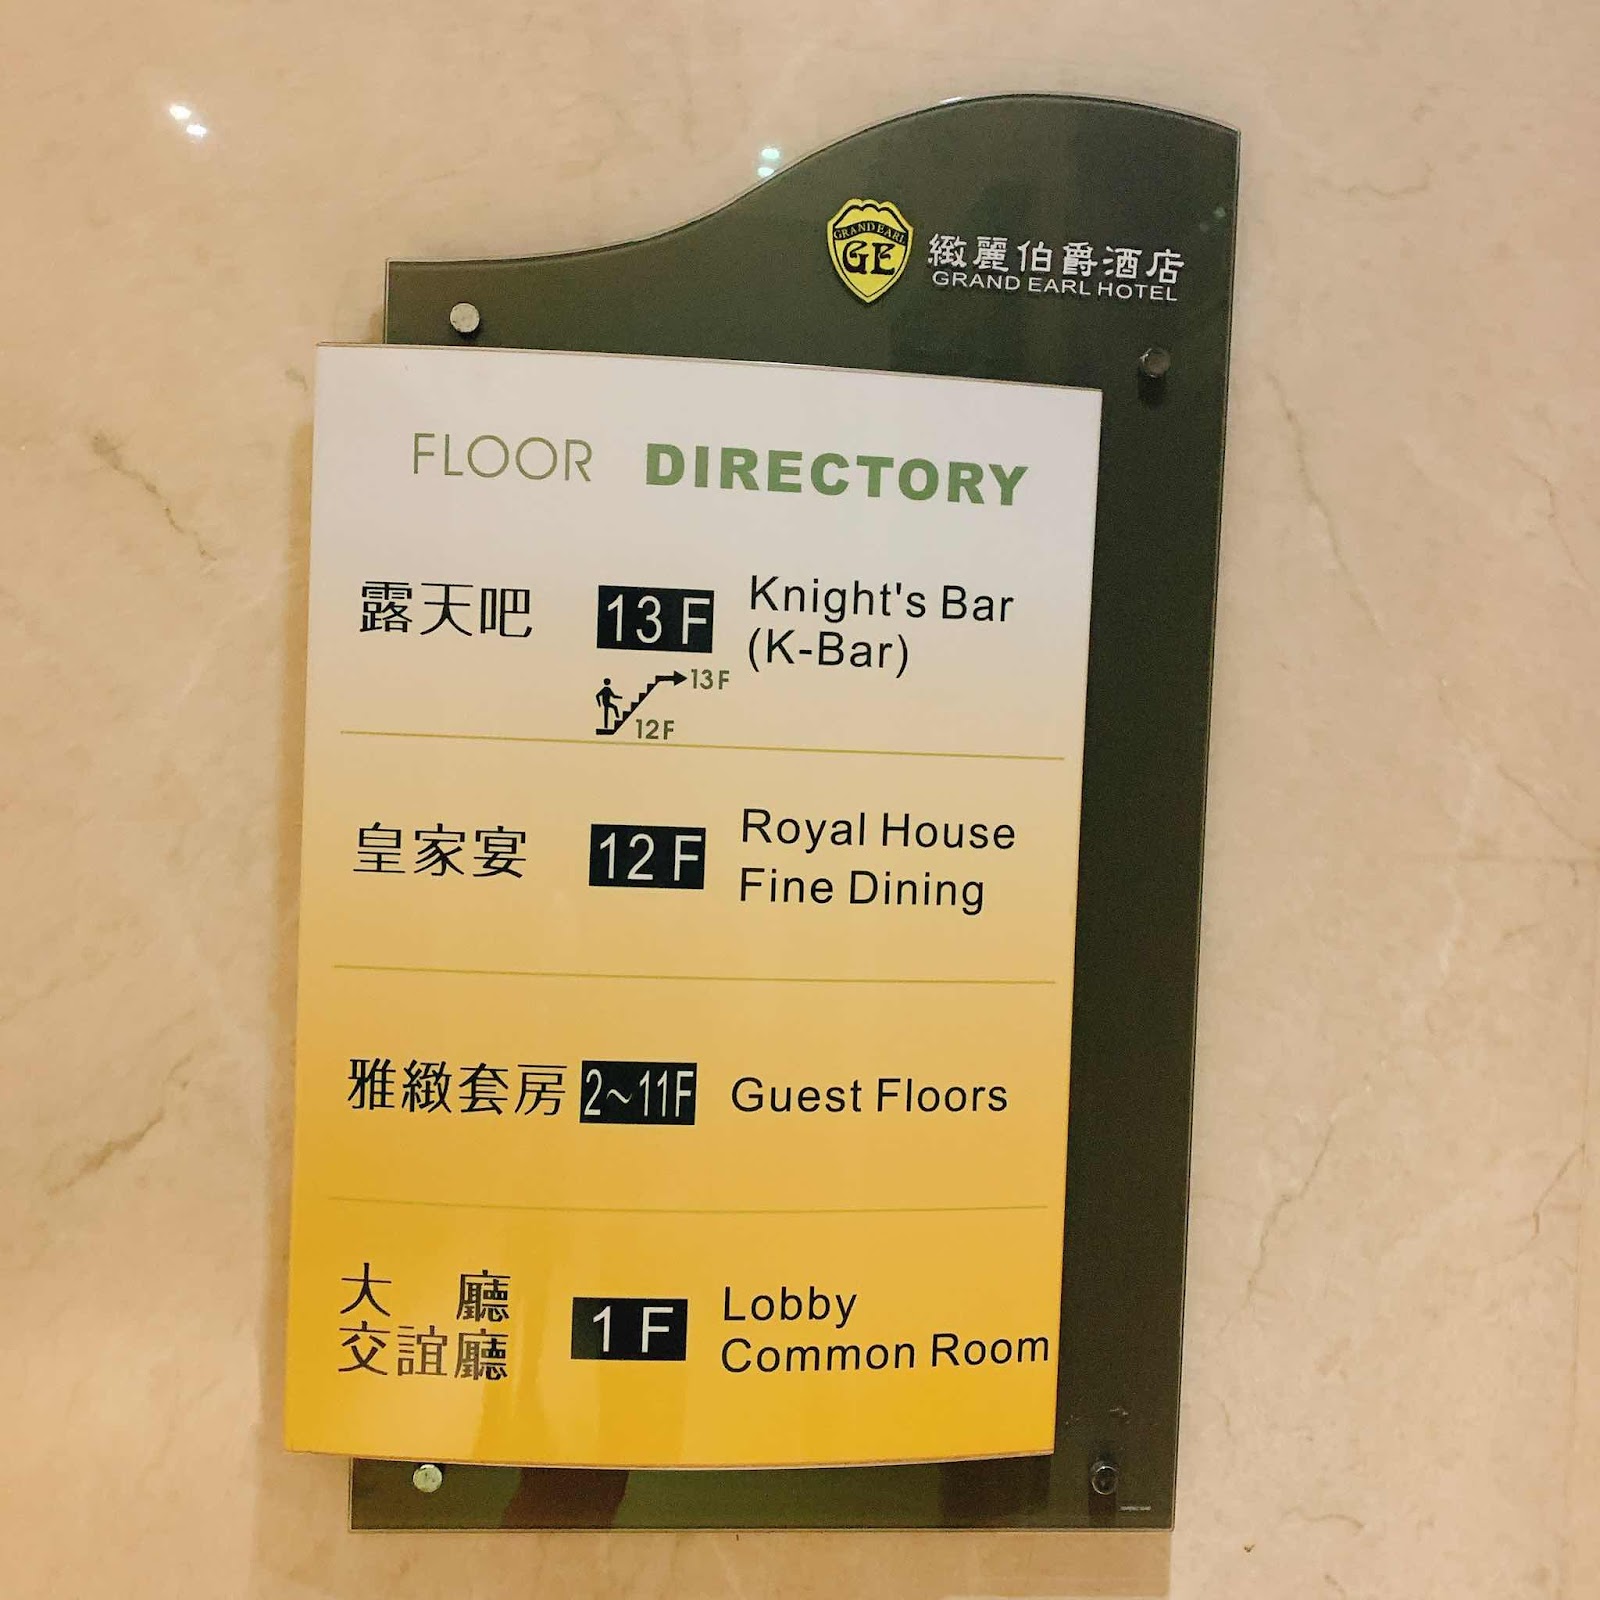 GRAND EARL
GE
緻麗伯爵酒店
GRAND EARL HOTEL
FLOOR DIRECTORY
露天吧 13 F Knight's Bar
(K-Bar)
13 F
12 F
皇家宴 12 F Royal House
Fine Dining
雅緻套房 2~11F Guest Floors
大 廳
交誼廳
1 F
Lobby
Common Room